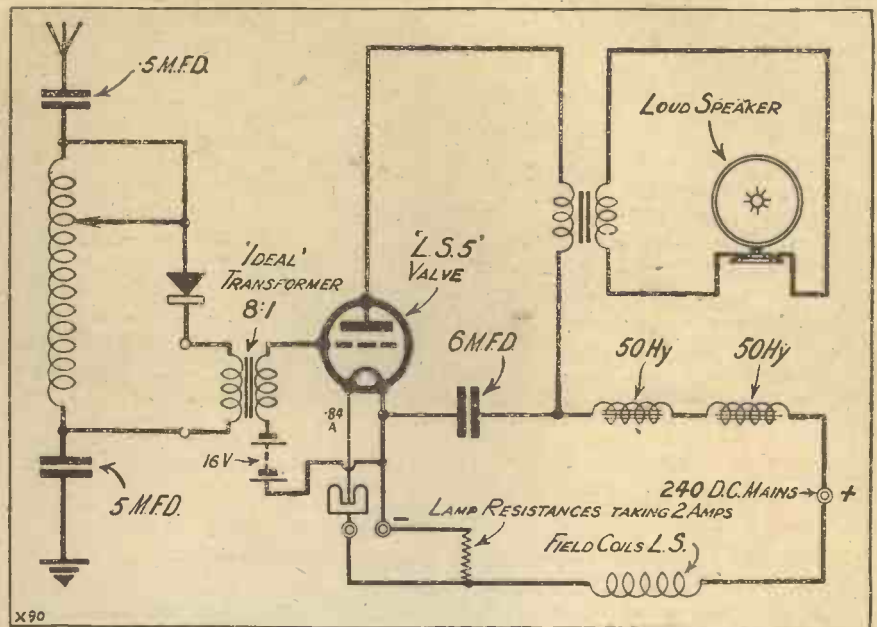 .5 M.F.D.
LOUD SPEAKER
'IDEAL'
TRANSFORMER
8:1
'L.S.5'
VALVE
6 M.F.D.
50 Hy
50 Hy
.84
A
16 V
5 M.F.D.
240 D.C. MAINS
+
−
LAMP RESISTANCES TAKING 2 AMPS
FIELD COILS L.S.
X90